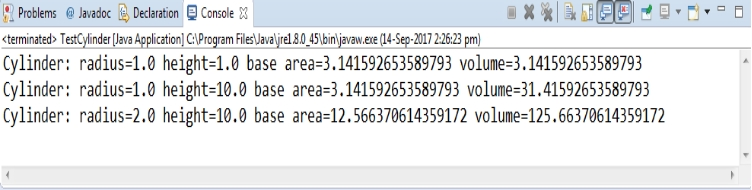 Problems @ Javadoc Declaration Console
<terminated> TestCylinder [Java Application] C:\Program Files\Java\jre1.8.0_45\bin\javaw.exe (14-Sep-2017 2:26:23 pm)
Cylinder: radius=1.0 height=1.0 base area=3.141592653589793 volume=3.141592653589793
Cylinder: radius=1.0 height=10.0 base area=3.141592653589793 volume=31.41592653589793
Cylinder: radius=2.0 height=10.0 base area=12.566370614359172 volume=125.66370614359172